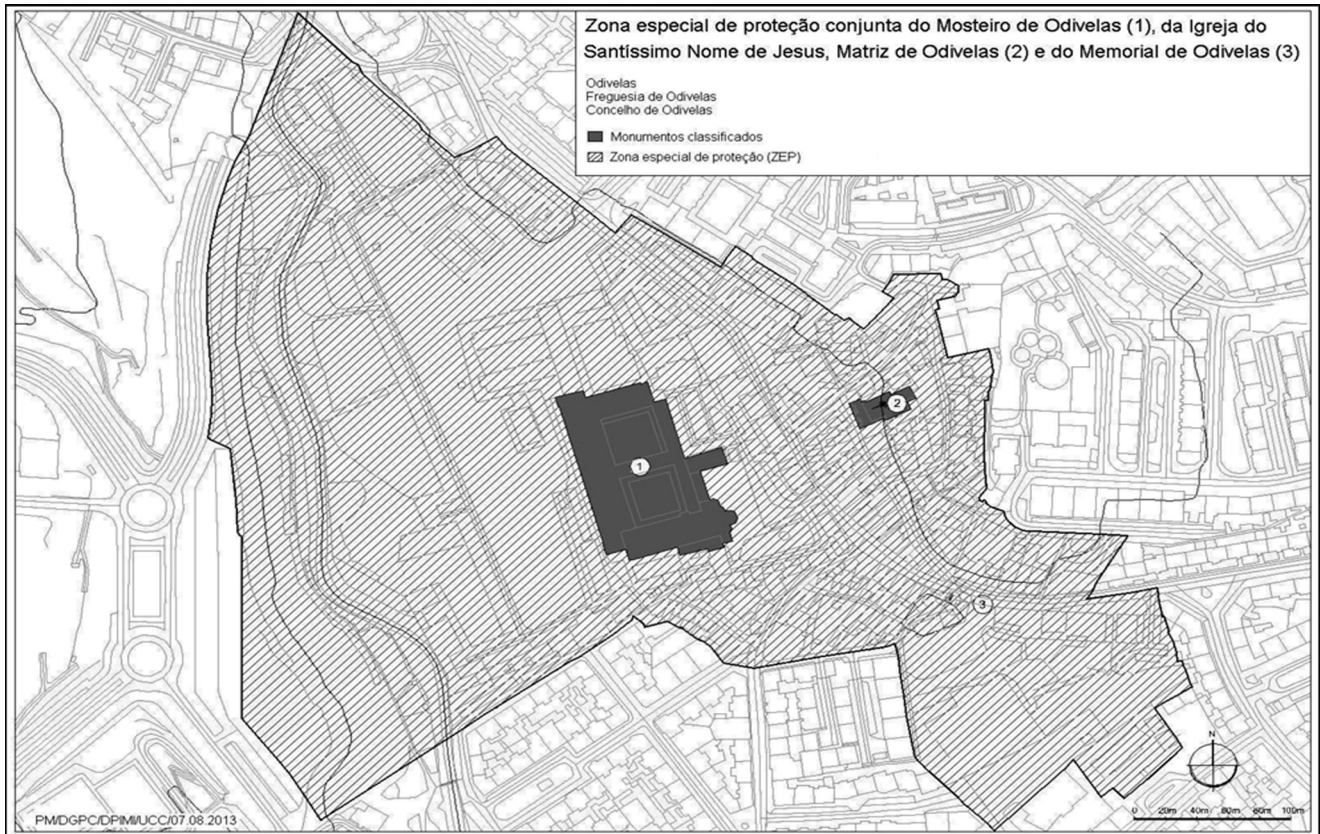 Zona especial de proteção conjunta do Mosteiro de Odivelas (1), da Igreja do
Santíssimo Nome de Jesus, Matriz de Odivelas (2) e do Memorial de Odivelas (3)
Odivelas
Freguesia de Odivelas
Concelho de Odivelas
Monumentos classificados
Zona especial de proteção (ZEP)
2
1
3
N
0 20m 40m 60m 80m 100m
PM/DGPC/DPIMI/UCC/07.08.2013